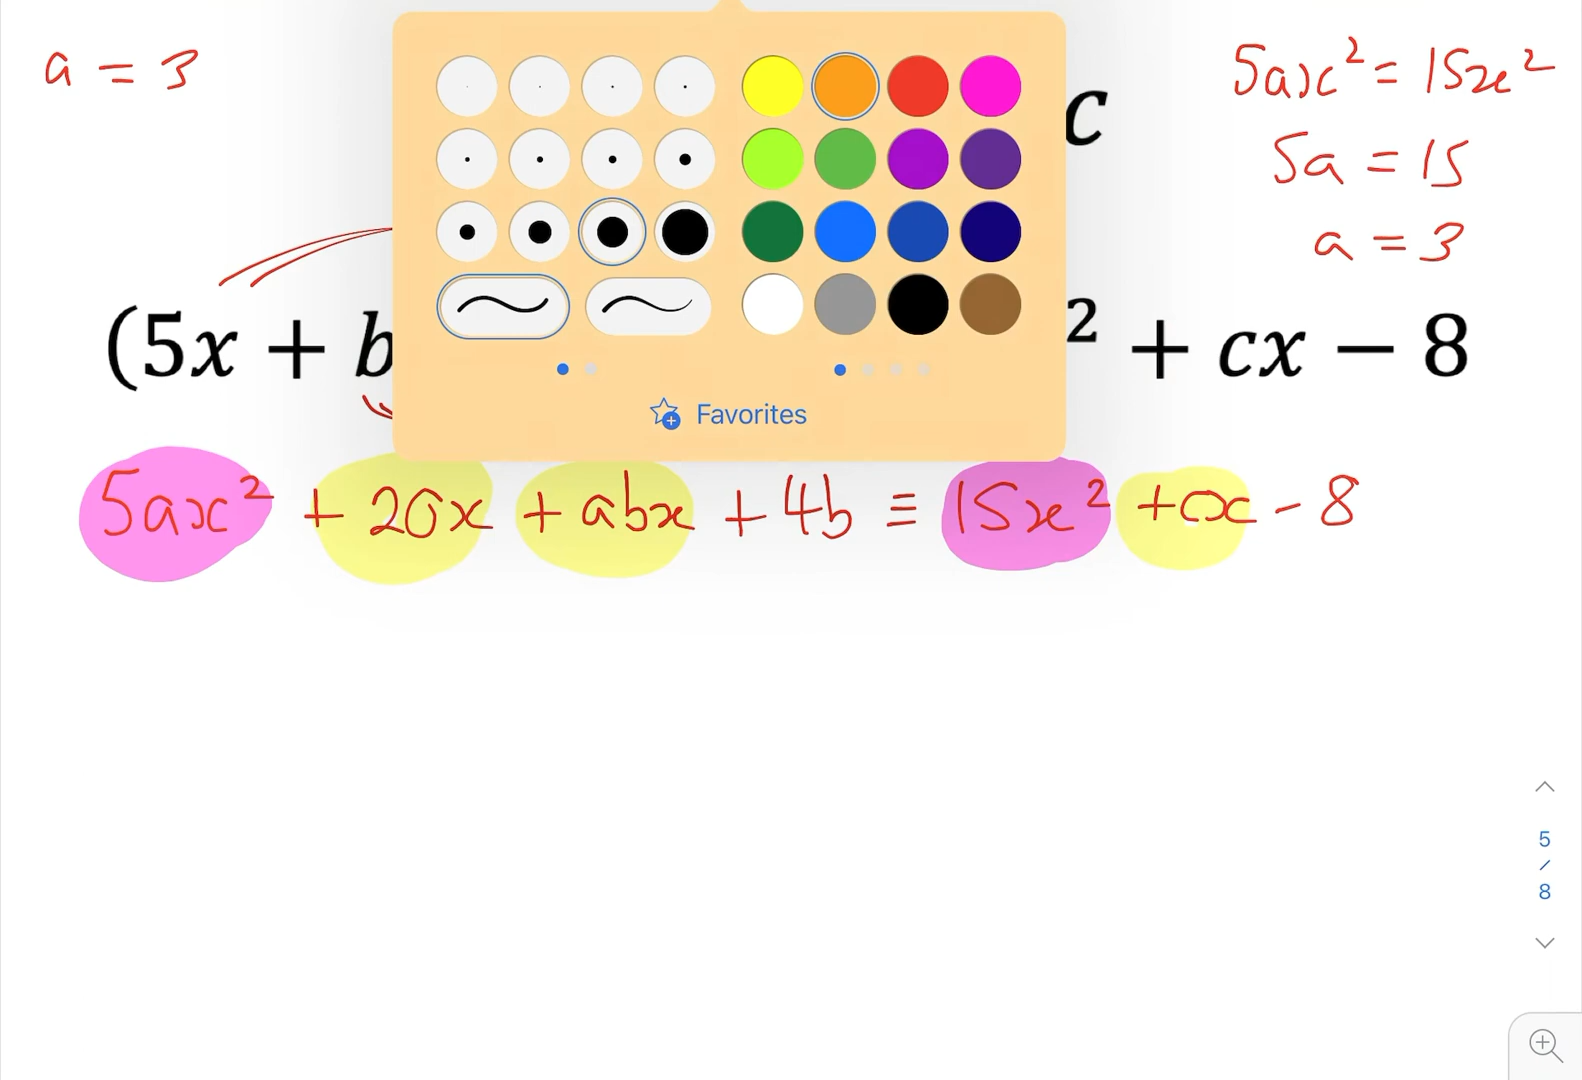 a = 3
c
5ax² = 15x²
5a = 15
a = 3
(5x + b
² + cx − 8
Favorites
5ax² + 20x + abx + 4b ≡ 15x² + cx - 8
5
/
8